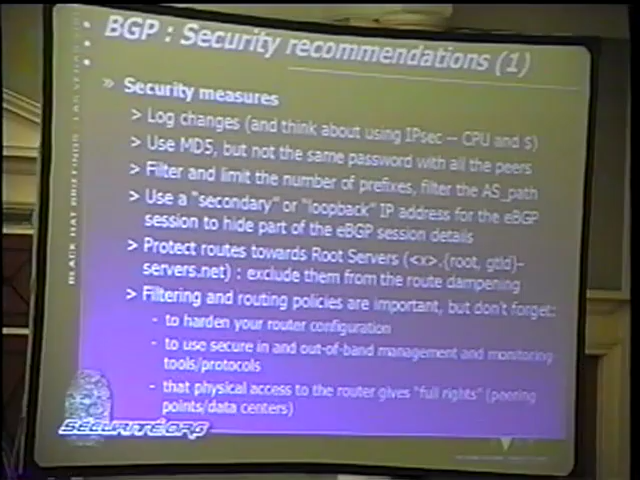 BGP : Security recommendations (1)
» Security measures
> Log changes (and think about using IPsec – CPU and $)
> Use MD5, but not the same password with all the peers
> Filter and limit the number of prefixes, filter the AS_path
> Use a "secondary" or "loopback" IP address for the eBGP
session to hide part of the eBGP session details
> Protect routes towards Root Servers (<x>.{root, gtld}-
servers.net) : exclude them from the route dampening
> Filtering and routing policies are important, but don't forget:
- to harden your router configuration
- to use secure in and out-of-band management and monitoring
tools/protocols
- that physical access to the router gives "full rights" (peering
points/data centers)
SÉCURITÉ.ORG
BLACK HAT BRIEFINGS